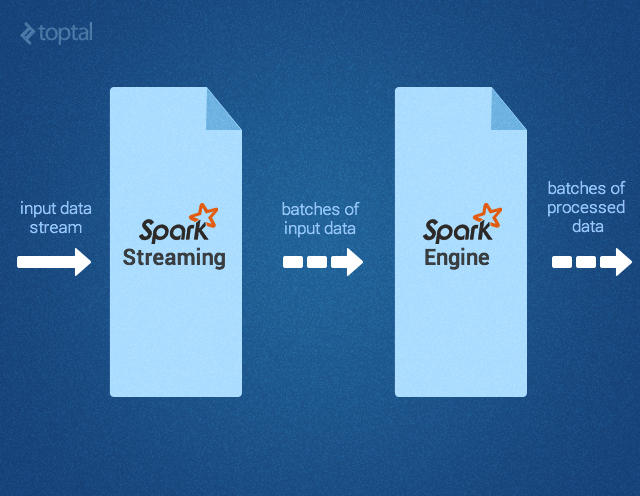 toptal
input data
stream
Spark
Streaming
batches of
input data
Spark
Engine
batches of
processed
data